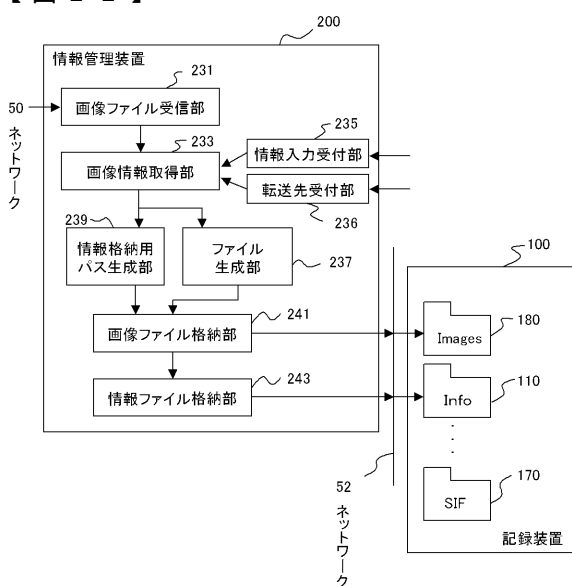 200
情報管理装置
231
50
ネットワーク
画像ファイル受信部
233
235
画像情報取得部
情報入力受付部
転送先受付部
236
239
情報格納用
パス生成部
ファイル
生成部
237
100
241
画像ファイル格納部
Images
180
243
情報ファイル格納部
Info
110
52
ネットワーク
SIF
170
記録装置